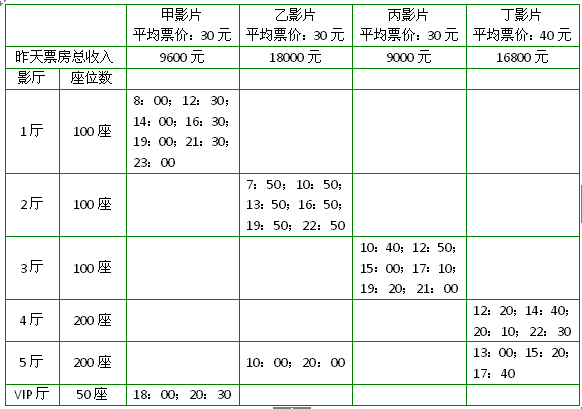 甲影片 乙影片 丙影片 丁影片
平均票价：30元 平均票价：30元 平均票价：30元 平均票价：40元
昨天票房总收入 9600元 18000元 9000元 16800元
影厅 座位数
1厅 100座 8：00；12：30；
14：00；16：30；
19：00；21：30；
23：00
2厅 100座 7：50；10：50；
13：50；16：50；
19：50；22：50
3厅 100座 10：40；12：50；
15：00；17：10；
19：20；21：00
4厅 200座 12：20；14：40；
20：10；22：30
5厅 200座 10：00；20：00 13：00；15：20；
17：40
VIP厅 50座 18：00；20：30